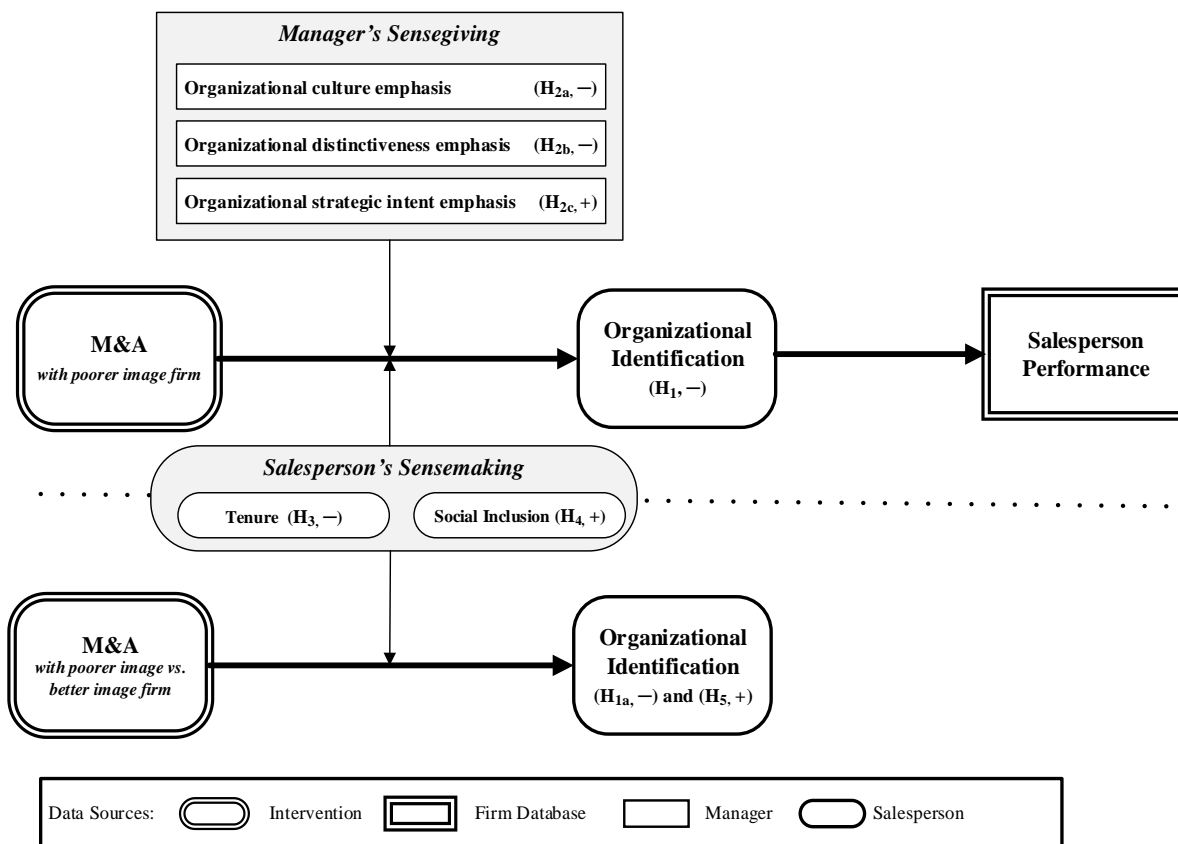 Manager's Sensegiving
Organizational culture emphasis (H2a, —)
Organizational distinctiveness emphasis (H2b, —)
Organizational strategic intent emphasis (H2c, +)
M&A
with poorer image firm
Organizational
Identification
(H1, —)
Salesperson
Performance
Salesperson's Sensemaking
Tenure (H3, —)
Social Inclusion (H4, +)
M&A
with poorer image vs.
better image firm
Organizational
Identification
(H1a, —) and (H5, +)
Data Sources: Intervention Firm Database Manager Salesperson